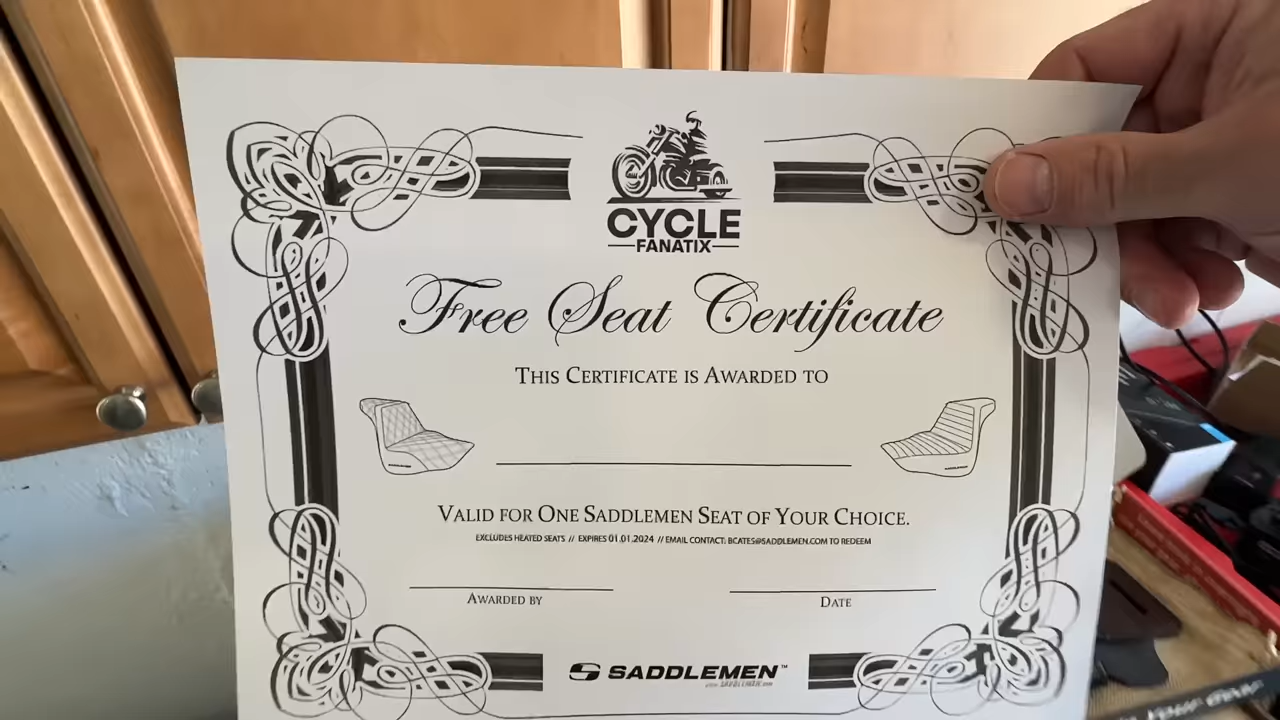 CYCLE
FANATIX
Free Seat Certificate
THIS CERTIFICATE IS AWARDED TO
VALID FOR ONE SADDLEMEN SEAT OF YOUR CHOICE.
EXCLUDES HEATED SEATS // EXPIRES 01.01.2024 // EMAIL CONTACT: BCATES@SADDLEMEN.COM TO REDEEM
AWARDED BY
DATE
SADDLEMEN™